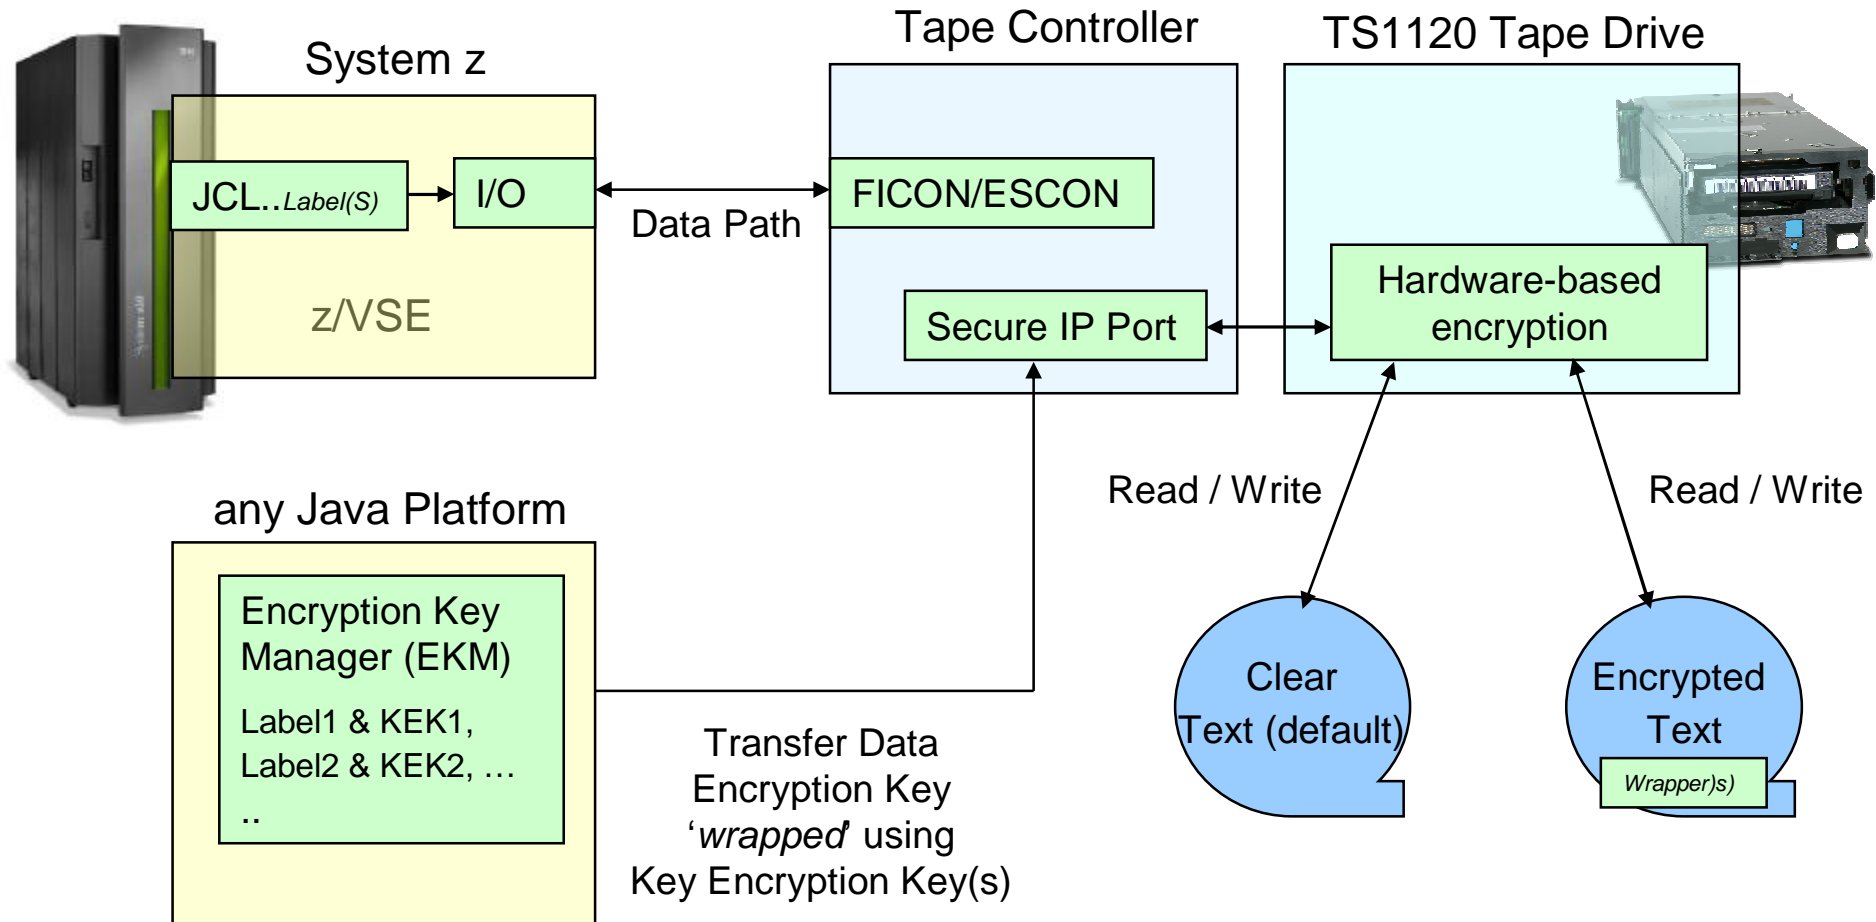 System z
Tape Controller
TS1120 Tape Drive
JCL..Label(S)
I/O
Data Path
FICON/ESCON
z/VSE
Secure IP Port
Hardware-based
encryption
Read / Write
Read / Write
any Java Platform
Encryption Key
Manager (EKM)
Label1 & KEK1,
Label2 & KEK2, …
..
Transfer Data
Encryption Key
‘wrapped’ using
Key Encryption Key(s)
Clear
Text (default)
Encrypted
Text
Wrapper)s)